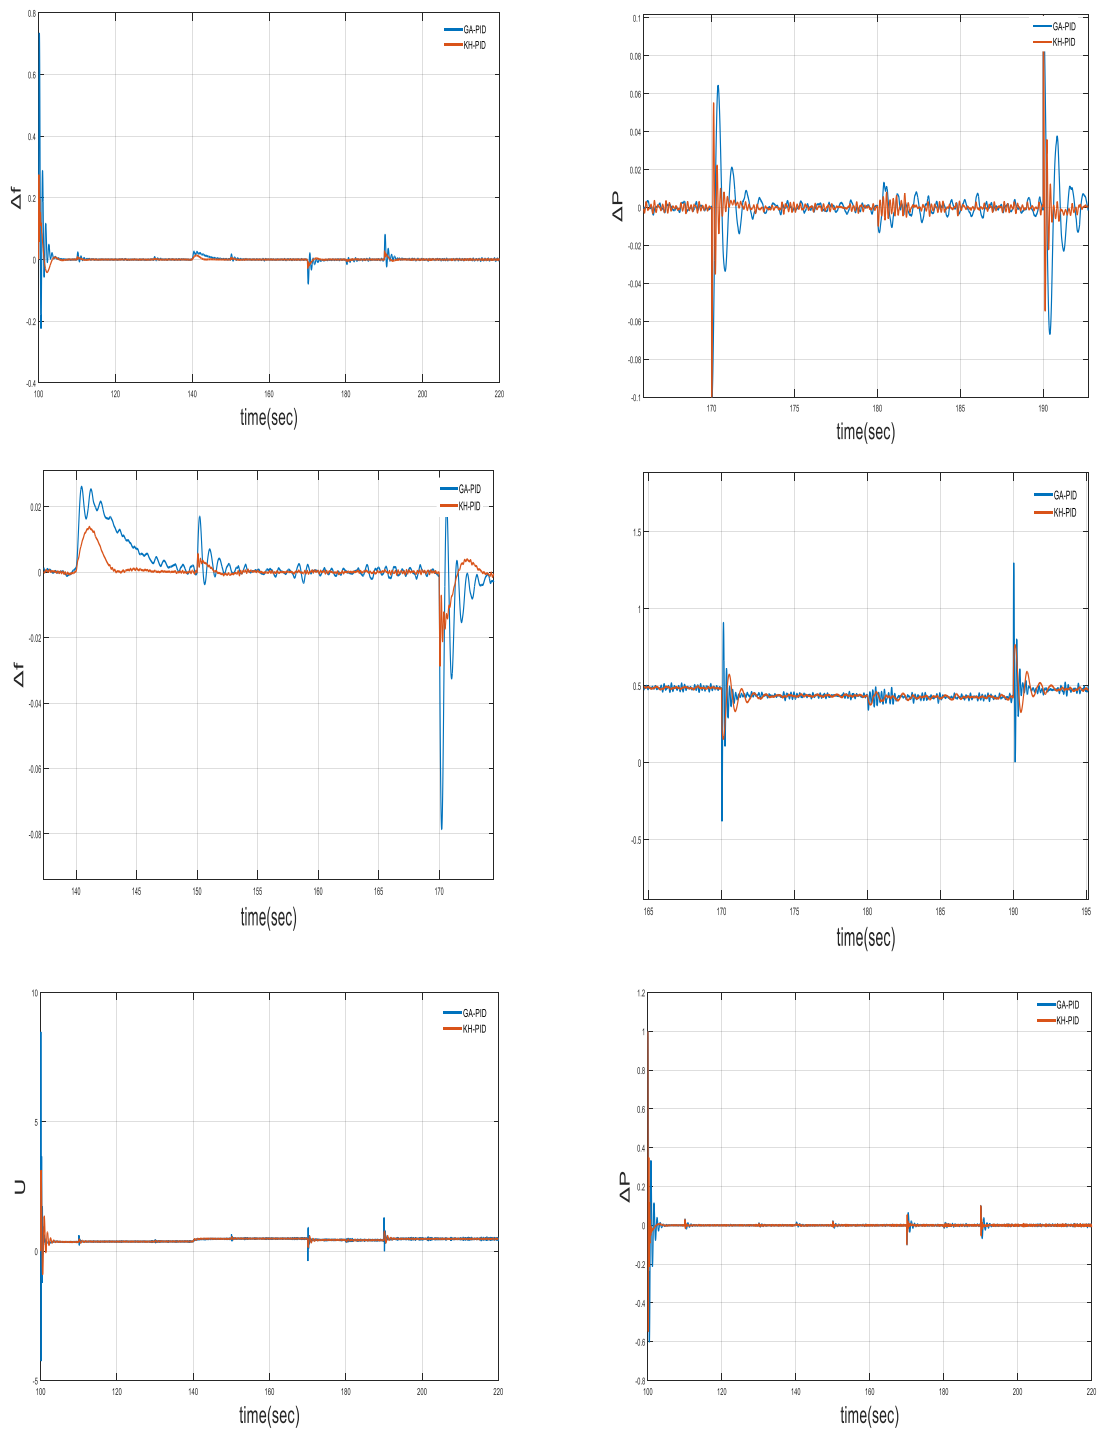 0.8
0.6
0.4
0.2
0
-0.2
-0.4
Δf
GA-PID
KH-PID
100 120 140 160 180 200 220
time(sec)
0.1
0.08
0.06
0.04
0.02
0
-0.02
-0.04
-0.06
-0.08
-0.1
ΔP
GA-PID
KH-PID
170 175 180 185 190
time(sec)
0.02
0
-0.02
-0.04
-0.06
-0.08
Δf
GA-PID
KH-PID
140 145 150 155 160 165 170
time(sec)
1.5
1
0.5
0
-0.5
GA-PID
KH-PID
165 170 175 180 185 190 195
time(sec)
10
5
0
-5
U
GA-PID
KH-PID
100 120 140 160 180 200 220
time(sec)
1.2
1
0.8
0.6
0.4
0.2
0
-0.2
-0.4
-0.6
-0.8
ΔP
GA-PID
KH-PID
100 120 140 160 180 200 220
time(sec)